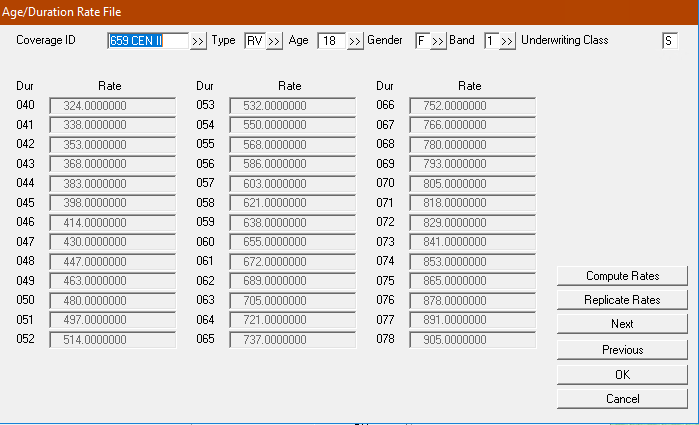 Age/Duration Rate File
Coverage ID 659 CEN II >> Type RV >> Age 18 >> Gender F >> Band 1 >> Underwriting Class S
Dur Rate Dur Rate Dur Rate
040 324.0000000 053 532.0000000 066 752.0000000
041 338.0000000 054 550.0000000 067 766.0000000
042 353.0000000 055 568.0000000 068 780.0000000
043 368.0000000 056 586.0000000 069 793.0000000
044 383.0000000 057 603.0000000 070 805.0000000
045 398.0000000 058 621.0000000 071 818.0000000
046 414.0000000 059 638.0000000 072 829.0000000
047 430.0000000 060 655.0000000 073 841.0000000
048 447.0000000 061 672.0000000 074 853.0000000
049 463.0000000 062 689.0000000 075 865.0000000
050 480.0000000 063 705.0000000 076 878.0000000
051 497.0000000 064 721.0000000 077 891.0000000
052 514.0000000 065 737.0000000 078 905.0000000
Compute Rates
Replicate Rates
Next
Previous
OK
Cancel